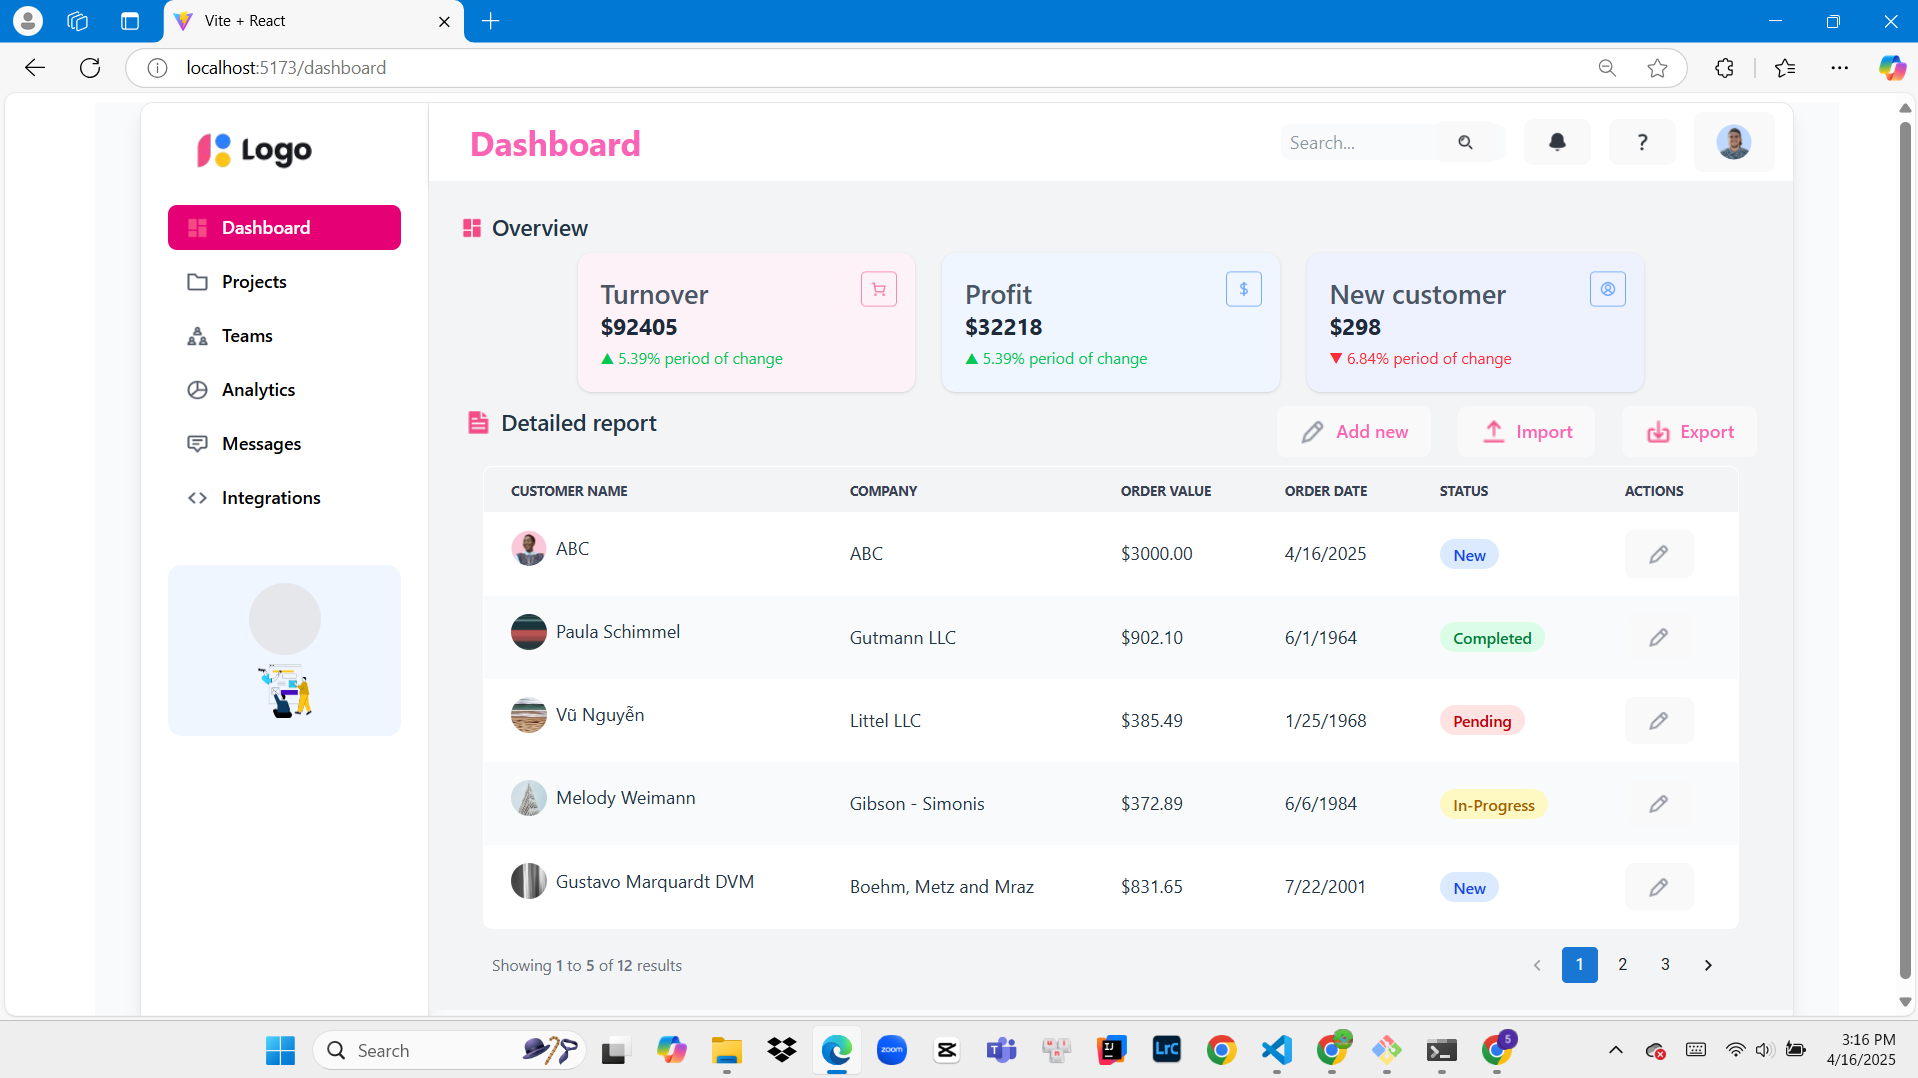 Vite + React
localhost:5173/dashboard
Logo
Dashboard
Search...
?
Dashboard
Projects
Teams
Analytics
Messages
Integrations
Overview
Turnover
$92405
▲ 5.39% period of change
Profit
$
$32218
▲ 5.39% period of change
New customer
$298
▼ 6.84% period of change
Detailed report
Add new
Import
Export
CUSTOMER NAME COMPANY ORDER VALUE ORDER DATE STATUS ACTIONS
ABC ABC $3000.00 4/16/2025 New
Paula Schimmel Gutmann LLC $902.10 6/1/1964 Completed
Vũ Nguyễn Littel LLC $385.49 1/25/1968 Pending
Melody Weimann Gibson - Simonis $372.89 6/6/1984 In-Progress
Gustavo Marquardt DVM Boehm, Metz and Mraz $831.65 7/22/2001 New
Showing 1 to 5 of 12 results
1 2 3
Search
zoom
LrC
5
3:16 PM
4/16/2025